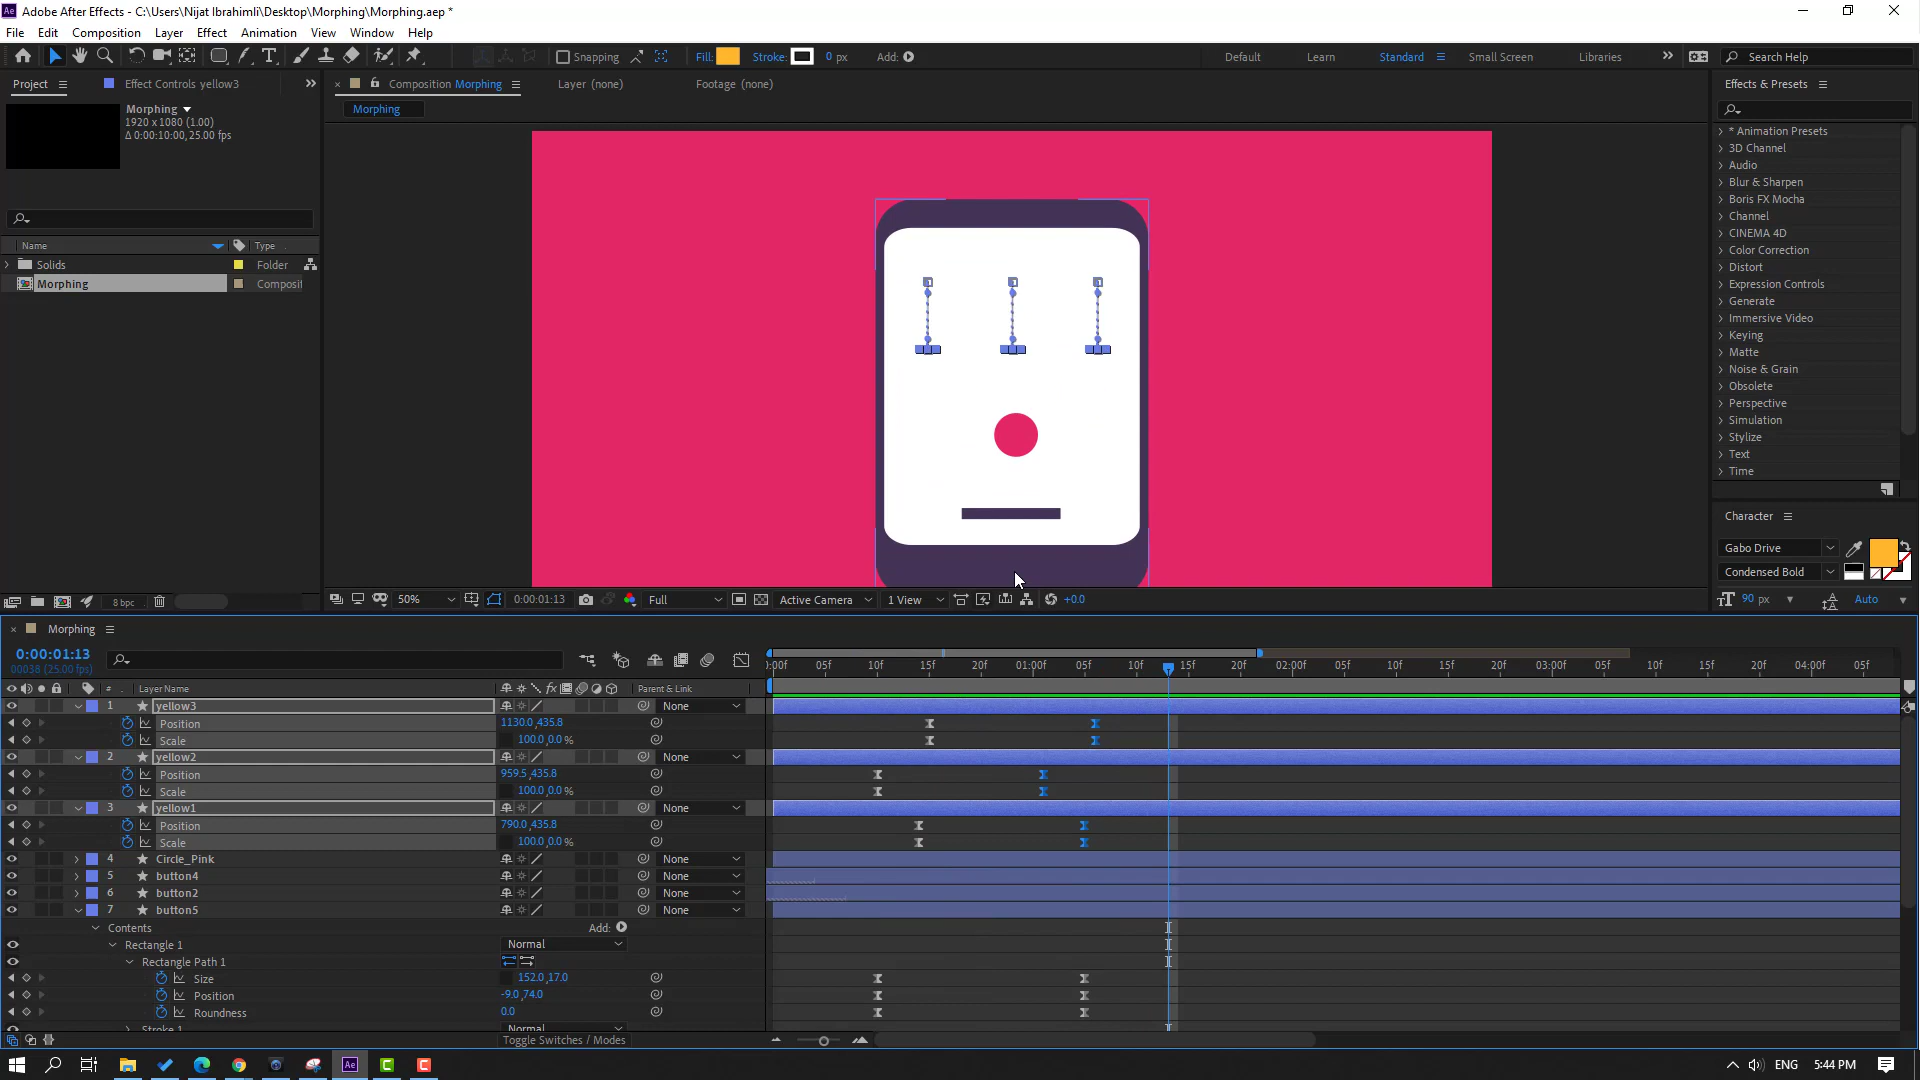 Adobe After Effects - C:\Users\Nijat Ibrahimli\Desktop\Morphing\Morphing.aep *
File Edit Composition Layer Effect Animation View Window Help
Snapping Fill: Stroke: 0 px Add: Default Learn Standard Small Screen Libraries Search Help
Project Effect Controls yellow3 Composition Morphing Layer (none) Footage (none) Effects & Presets
Morphing
1920 x 1080 (1.00)
Δ 0:00:10:00, 25.00 fps
Morphing
Name Type
Solids Folder
Morphing Composit
* Animation Presets
3D Channel
Audio
Blur & Sharpen
Boris FX Mocha
Channel
CINEMA 4D
Color Correction
Distort
Expression Controls
Generate
Immersive Video
Keying
Matte
Noise & Grain
Obsolete
Perspective
Simulation
Stylize
Text
Time
Character
Gabo Drive
Condensed Bold
90 px Auto
8 bpc 50% 0:00:01:13 Full Active Camera 1 View +0.0
Morphing
0:00:01:13
00038 (25.00 fps)
):00f 05f 10f 15f 20f 01:00f 05f 10f 15f 20f 02:00f 05f 10f 15f 20f 03:00f 05f 10f 15f 20f 04:00f 05f
# Layer Name Parent & Link
1 yellow3 None
Position 1130.0,435.8
Scale 100.0,0.0 %
2 yellow2 None
Position 959.5,435.8
Scale 100.0,0.0 %
3 yellow1 None
Position 790.0,435.8
Scale 100.0,0.0 %
4 Circle_Pink None
5 button4 None
6 button2 None
7 button5 None
Contents Add:
Rectangle 1 Normal
Rectangle Path 1
Size 152.0,17.0
Position -9.0,74.0
Roundness 0.0
Stroke 1 Normal
Toggle Switches / Modes
ENG 5:44 PM